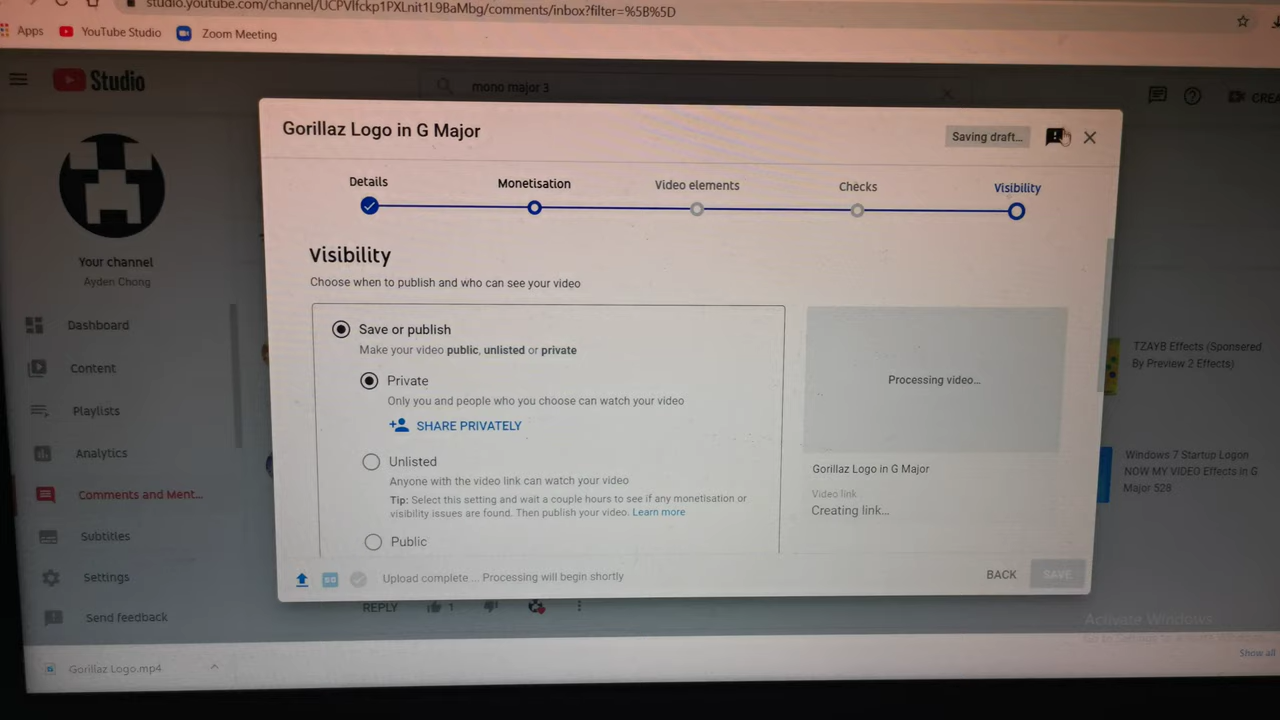 studio.youtube.com/channel/UCPVlfckp1PXLnit1L9BaMbg/comments/inbox?filter=%5B%5D
Apps
YouTube Studio
Zoom Meeting
Studio
mono major 3
CREA
Gorillaz Logo in G Major
Saving draft...
Details
Monetisation
Video elements
Checks
Visibility
Your channel
Ayden Chong
Dashboard
Content
Playlists
Analytics
Comments and Ment...
Subtitles
Settings
Send feedback
Visibility
Choose when to publish and who can see your video
Save or publish
Make your video public, unlisted or private
Private
Only you and people who you choose can watch your video
SHARE PRIVATELY
Unlisted
Anyone with the video link can watch your video
Tip: Select this setting and wait a couple hours to see if any monetisation or
visibility issues are found. Then publish your video. Learn more
Public
Processing video...
Gorillaz Logo in G Major
Video link
Creating link...
TZAYB Effects (Sponsored
By Preview 2 Effects)
Windows 7 Startup Logon
NOW MY VIDEO Effects in G
Major 528
Upload complete ... Processing will begin shortly
BACK
SAVE
REPLY
1
Activate Windows
Gorillaz Logo.mp4
Show all